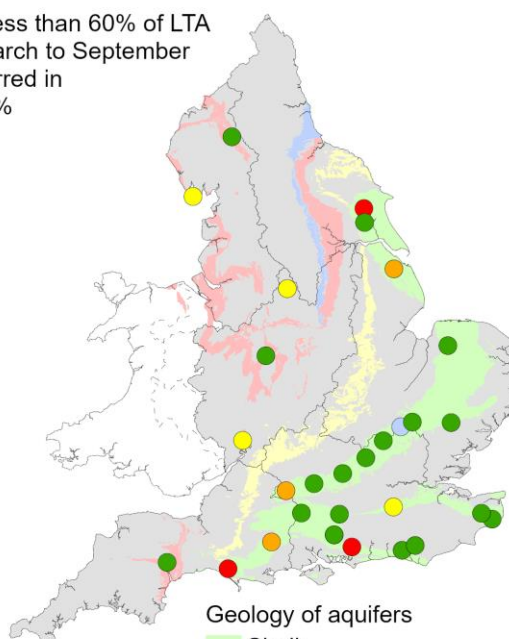 ess than 60% of LTA
arch to September
rred in
%
Geology of aquifers